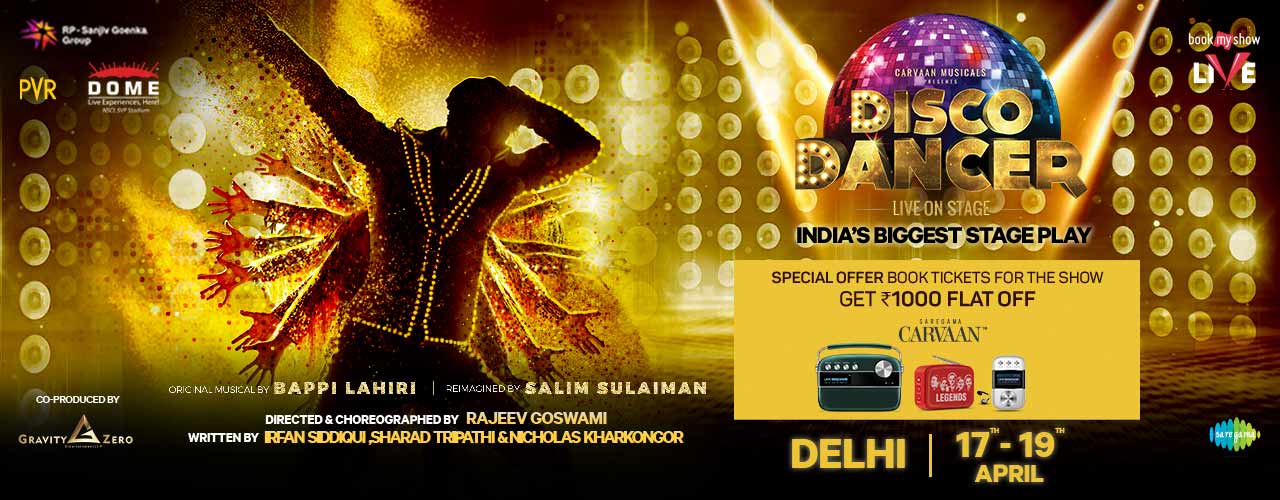 RP-Sanjiv Goenka
Group
PVR
DOME
Live Experiences, Here!
NSCI, SVP Stadium
book my show
LIVE
CARVAAN MUSICALS
PRESENTS
DISCO
DANCER
LIVE ON STAGE
INDIA'S BIGGEST STAGE PLAY
SPECIAL OFFER BOOK TICKETS FOR THE SHOW
GET ₹1000 FLAT OFF
SAREGAMA
CARVAAN™
LEGENDS
ORIGINAL MUSICAL BY BAPPI LAHIRI | REIMAGINED BY SALIM SULAIMAN
DIRECTED & CHOREOGRAPHED BY RAJEEV GOSWAMI
WRITTEN BY IRFAN SIDDIQUI ,SHARAD TRIPATHI & NICHOLAS KHARKONGOR
CO-PRODUCED BY
GRAVITY ZERO
Entertainment LLP
DELHI | 17TH - 19TH
APRIL
saregama